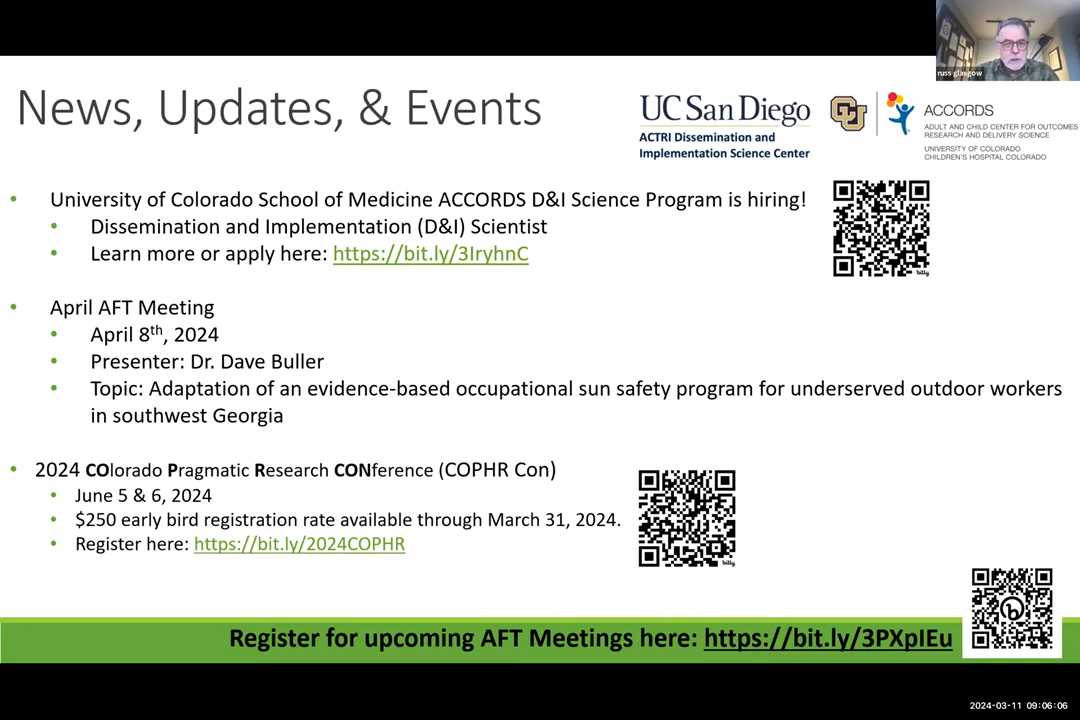 russ glasgow
News, Updates, & Events
UC San Diego
ACTRI Dissemination and
Implementation Science Center
CU
ACCORDS
ADULT AND CHILD CENTER FOR OUTCOMES
RESEARCH AND DELIVERY SCIENCE
UNIVERSITY OF COLORADO
CHILDREN'S HOSPITAL COLORADO
• University of Colorado School of Medicine ACCORDS D&I Science Program is hiring!
• Dissemination and Implementation (D&I) Scientist
• Learn more or apply here: https://bit.ly/3IryhnC
bitly
• April AFT Meeting
• April 8th, 2024
• Presenter: Dr. Dave Buller
• Topic: Adaptation of an evidence-based occupational sun safety program for underserved outdoor workers
in southwest Georgia
• 2024 COlorado Pragmatic Research CONference (COPHR Con)
• June 5 & 6, 2024
• $250 early bird registration rate available through March 31, 2024.
• Register here: https://bit.ly/2024COPHR
bitly
Register for upcoming AFT Meetings here: https://bit.ly/3PXpIEu
2024-03-11 09:06:06